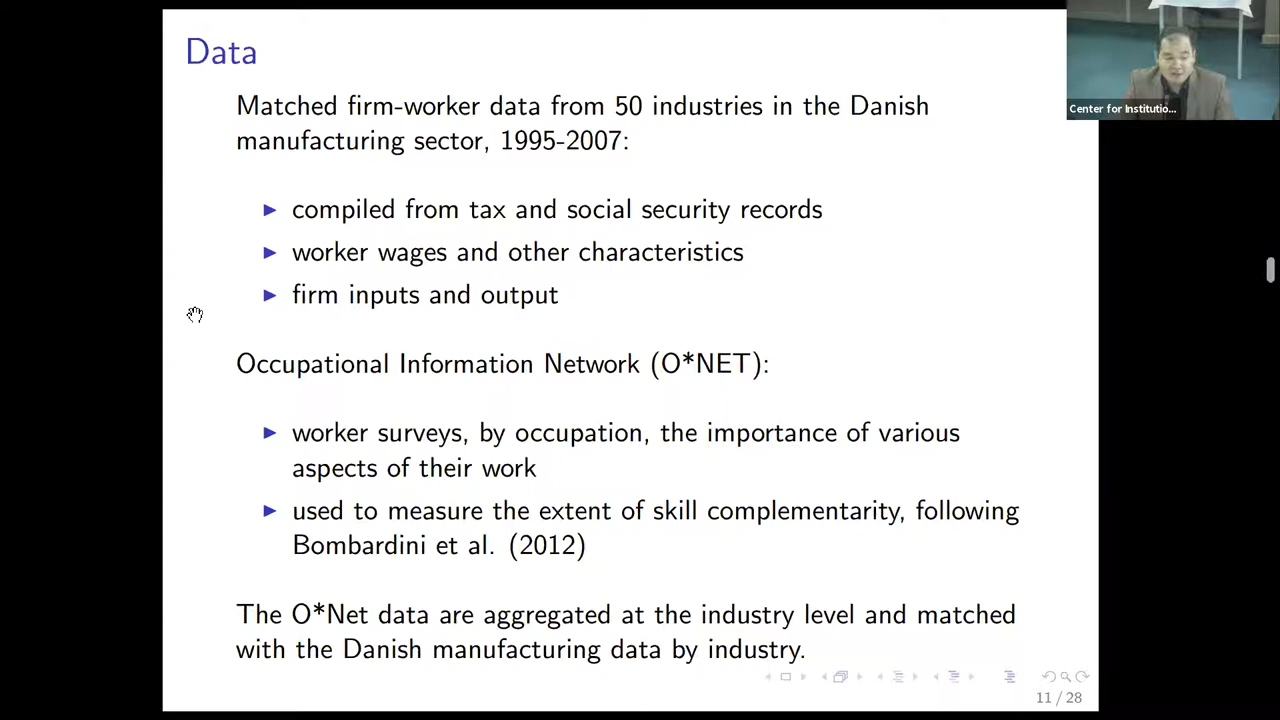 Data
Matched firm-worker data from 50 industries in the Danish
manufacturing sector, 1995-2007:
compiled from tax and social security records
worker wages and other characteristics
firm inputs and output
Occupational Information Network (O*NET):
worker surveys, by occupation, the importance of various
aspects of their work
used to measure the extent of skill complementarity, following
Bombardini et al. (2012)
The O*Net data are aggregated at the industry level and matched
with the Danish manufacturing data by industry.
11 / 28
Center for Institutio...